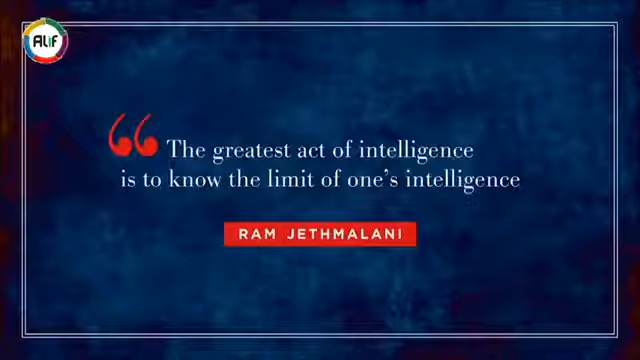 ALiF
“The greatest act of intelligence
is to know the limit of one’s intelligence
RAM JETHMALANI